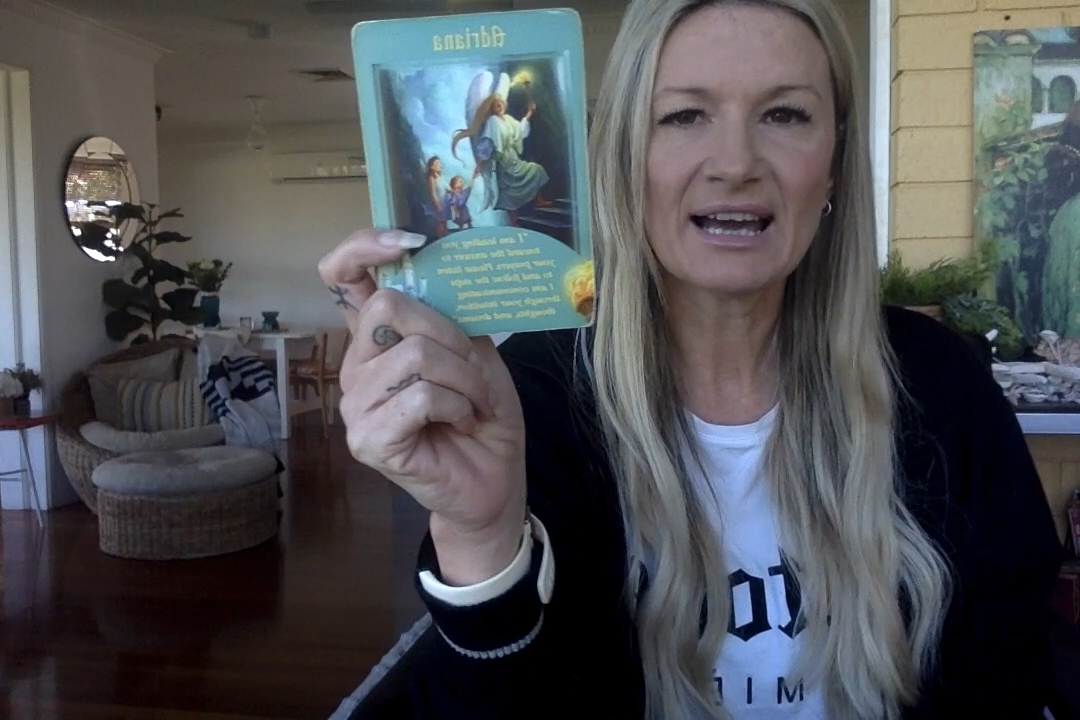 Adriana
"I am leading you
toward the answer to
your prayers. Please listen
to and follow the steps
I am communicating
through your intuition,
thoughts, and dreams.